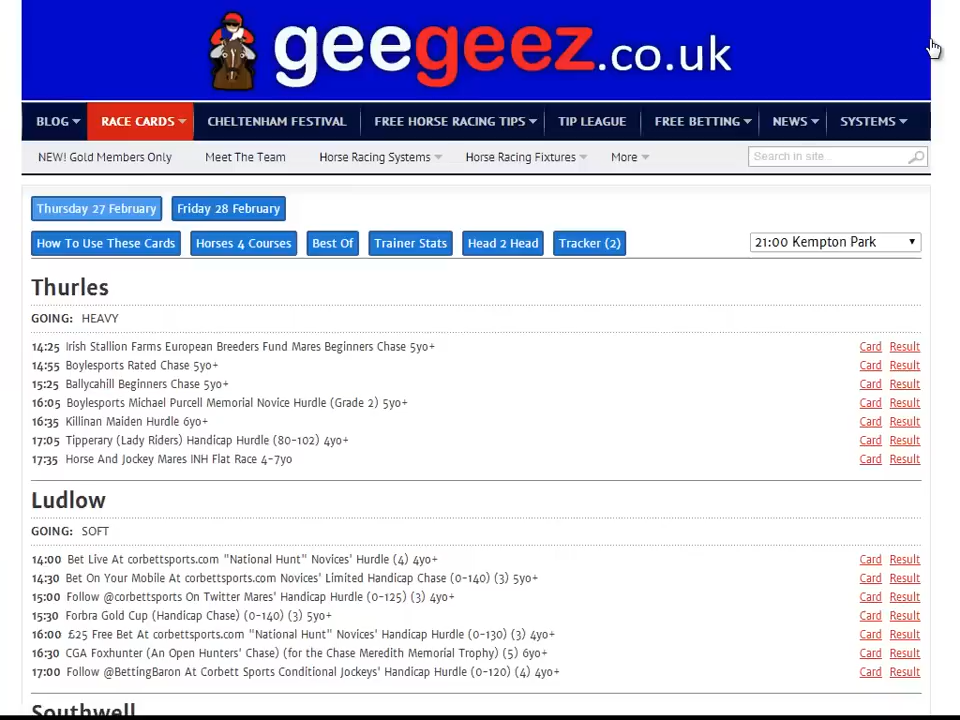 geegeez.co.uk
BLOG RACE CARDS CHELTENHAM FESTIVAL FREE HORSE RACING TIPS TIP LEAGUE FREE BETTING NEWS SYSTEMS
NEW! Gold Members Only Meet The Team Horse Racing Systems Horse Racing Fixtures More Search in site...
Thursday 27 February Friday 28 February
How To Use These Cards Horses 4 Courses Best Of Trainer Stats Head 2 Head Tracker (2) 21:00 Kempton Park
Thurles
GOING: HEAVY
14:25 Irish Stallion Farms European Breeders Fund Mares Beginners Chase 5yo+ Card Result
14:55 Boylesports Rated Chase 5yo+ Card Result
15:25 Ballycahill Beginners Chase 5yo+ Card Result
16:05 Boylesports Michael Purcell Memorial Novice Hurdle (Grade 2) 5yo+ Card Result
16:35 Killinan Maiden Hurdle 6yo+ Card Result
17:05 Tipperary (Lady Riders) Handicap Hurdle (80-102) 4yo+ Card Result
17:35 Horse And Jockey Mares INH Flat Race 4-7yo Card Result
Ludlow
GOING: SOFT
14:00 Bet Live At corbettsports.com "National Hunt" Novices' Hurdle (4) 4yo+ Card Result
14:30 Bet On Your Mobile At corbettsports.com Novices' Limited Handicap Chase (0-140) (3) 5yo+ Card Result
15:00 Follow @corbettsports On Twitter Mares' Handicap Hurdle (0-125) (3) 4yo+ Card Result
15:30 Forbra Gold Cup (Handicap Chase) (0-140) (3) 5yo+ Card Result
16:00 £25 Free Bet At corbettsports.com "National Hunt" Novices' Handicap Hurdle (0-130) (3) 4yo+ Card Result
16:30 CGA Foxhunter (An Open Hunters' Chase) (for the Chase Meredith Memorial Trophy) (5) 6yo+ Card Result
17:00 Follow @BettingBaron At Corbett Sports Conditional Jockeys' Handicap Hurdle (0-120) (4) 4yo+ Card Result
Southwell